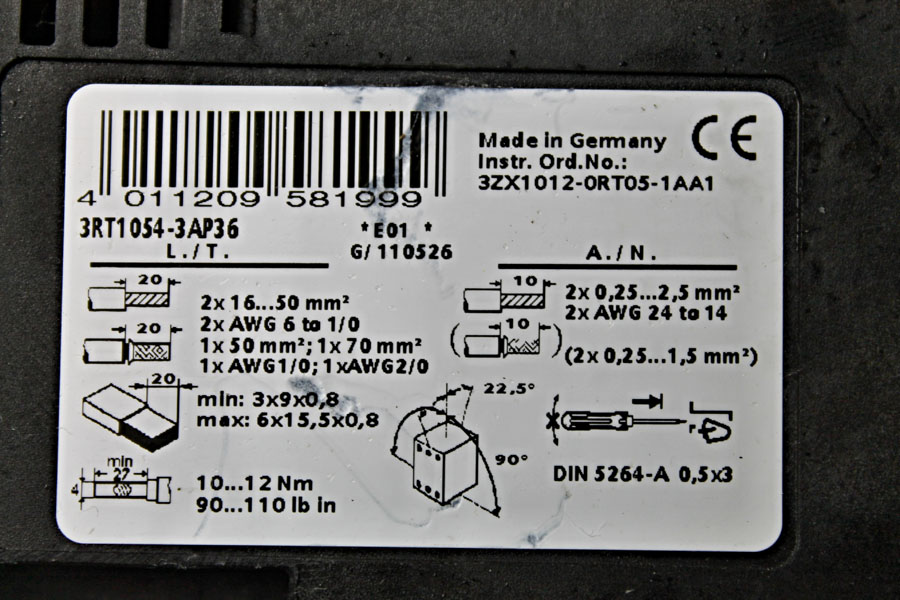 4 011209 581999
3RT1054-3AP36
*E01 *
G/110526
Made in Germany
Instr. Ord.No.:
3ZX1012-0RT05-1AA1
CE
L./T.
20
2x 16...50 mm²
2x AWG 6 to 1/0
20
1x 50 mm²; 1x 70 mm²
1x AWG1/0; 1xAWG2/0
20
min: 3x9x0,8
max: 6x15,5x0,8
min
27
4
10...12 Nm
90...110 lb in
A./N.
10
2x 0,25...2,5 mm²
2x AWG 24 to 14
10
(2x 0,25...1,5 mm²)
22,5°
90°
DIN 5264-A 0,5x3